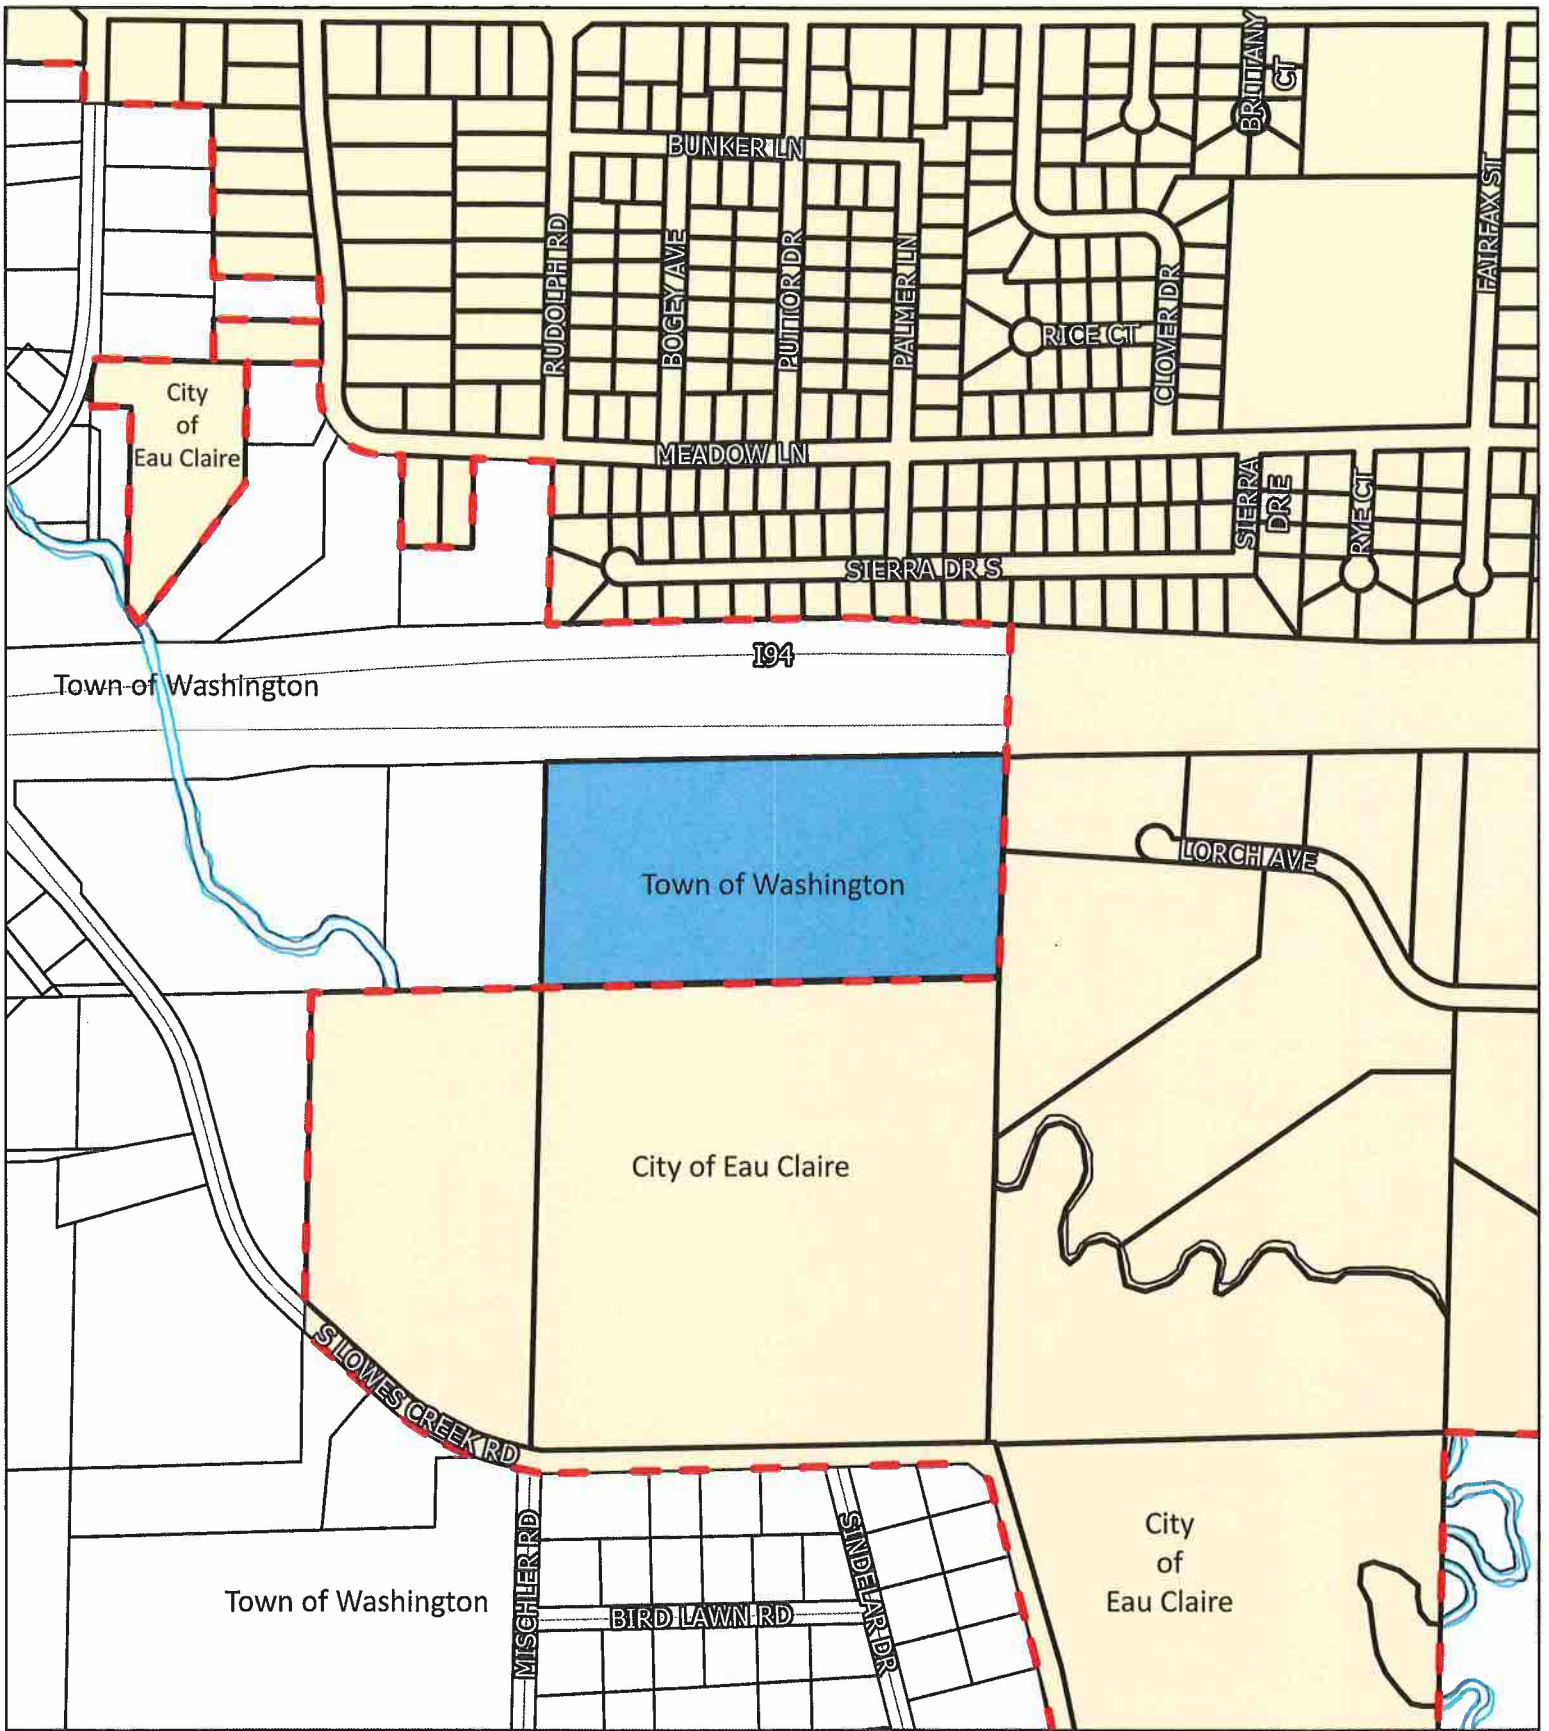 BRITTANY
CT
BUNKER LN
FAIRFAX ST
RUDOLPH RD
BOGEY AVE
PUTTIOR DR
PALMER LN
CLOVER DR
RICE CT
City
of
Eau Claire
MEADOW LN
SIERRA
DR E
RYE CT
SIERRA DR S
I94
Town of Washington
LORCH AVE
Town of Washington
City of Eau Claire
S LOWES CREEK RD
MISCHLER RD
SINDELAR DR
BIRD LAWN RD
Town of Washington
City
of
Eau Claire